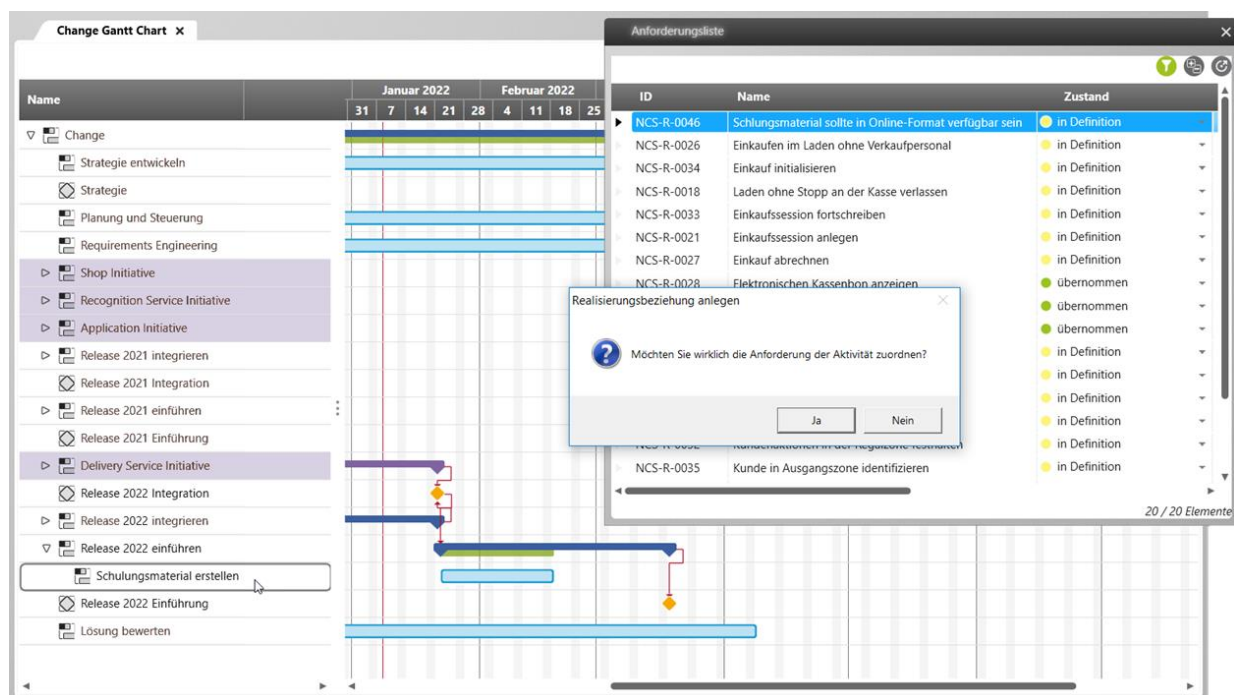 Change Gantt Chart
Name
Januar 2022 Februar 2022
31 7 14 21 28 4 11 18 25
Change
Strategie entwickeln
Strategie
Planung und Steuerung
Requirements Engineering
Shop Initiative
Recognition Service Initiative
Application Initiative
Release 2021 integrieren
Release 2021 Integration
Release 2021 einführen
Release 2021 Einführung
Delivery Service Initiative
Release 2022 Integration
Release 2022 integrieren
Release 2022 einführen
Schulungsmaterial erstellen
Release 2022 Einführung
Lösung bewerten
Anforderungsliste
ID Name Zustand
NCS-R-0046 Schlungsmaterial sollte in Online-Format verfügbar sein in Definition
NCS-R-0026 Einkaufen im Laden ohne Verkaufpersonal in Definition
NCS-R-0034 Einkauf initialisieren in Definition
NCS-R-0018 Laden ohne Stopp an der Kasse verlassen in Definition
NCS-R-0033 Einkaufssession fortschreiben in Definition
NCS-R-0021 Einkaufssession anlegen in Definition
NCS-R-0027 Einkauf abrechnen in Definition
NCS-R-0028 Elektronischen Kassenbon anzeigen übernommen
übernommen
übernommen
in Definition
in Definition
in Definition
in Definition
in Definition
NCS-R-0035 Kunde in Ausgangszone identifizieren in Definition
20 / 20 Elemente
Realisierungsbeziehung anlegen
Möchten Sie wirklich die Anforderung der Aktivität zuordnen?
Ja Nein